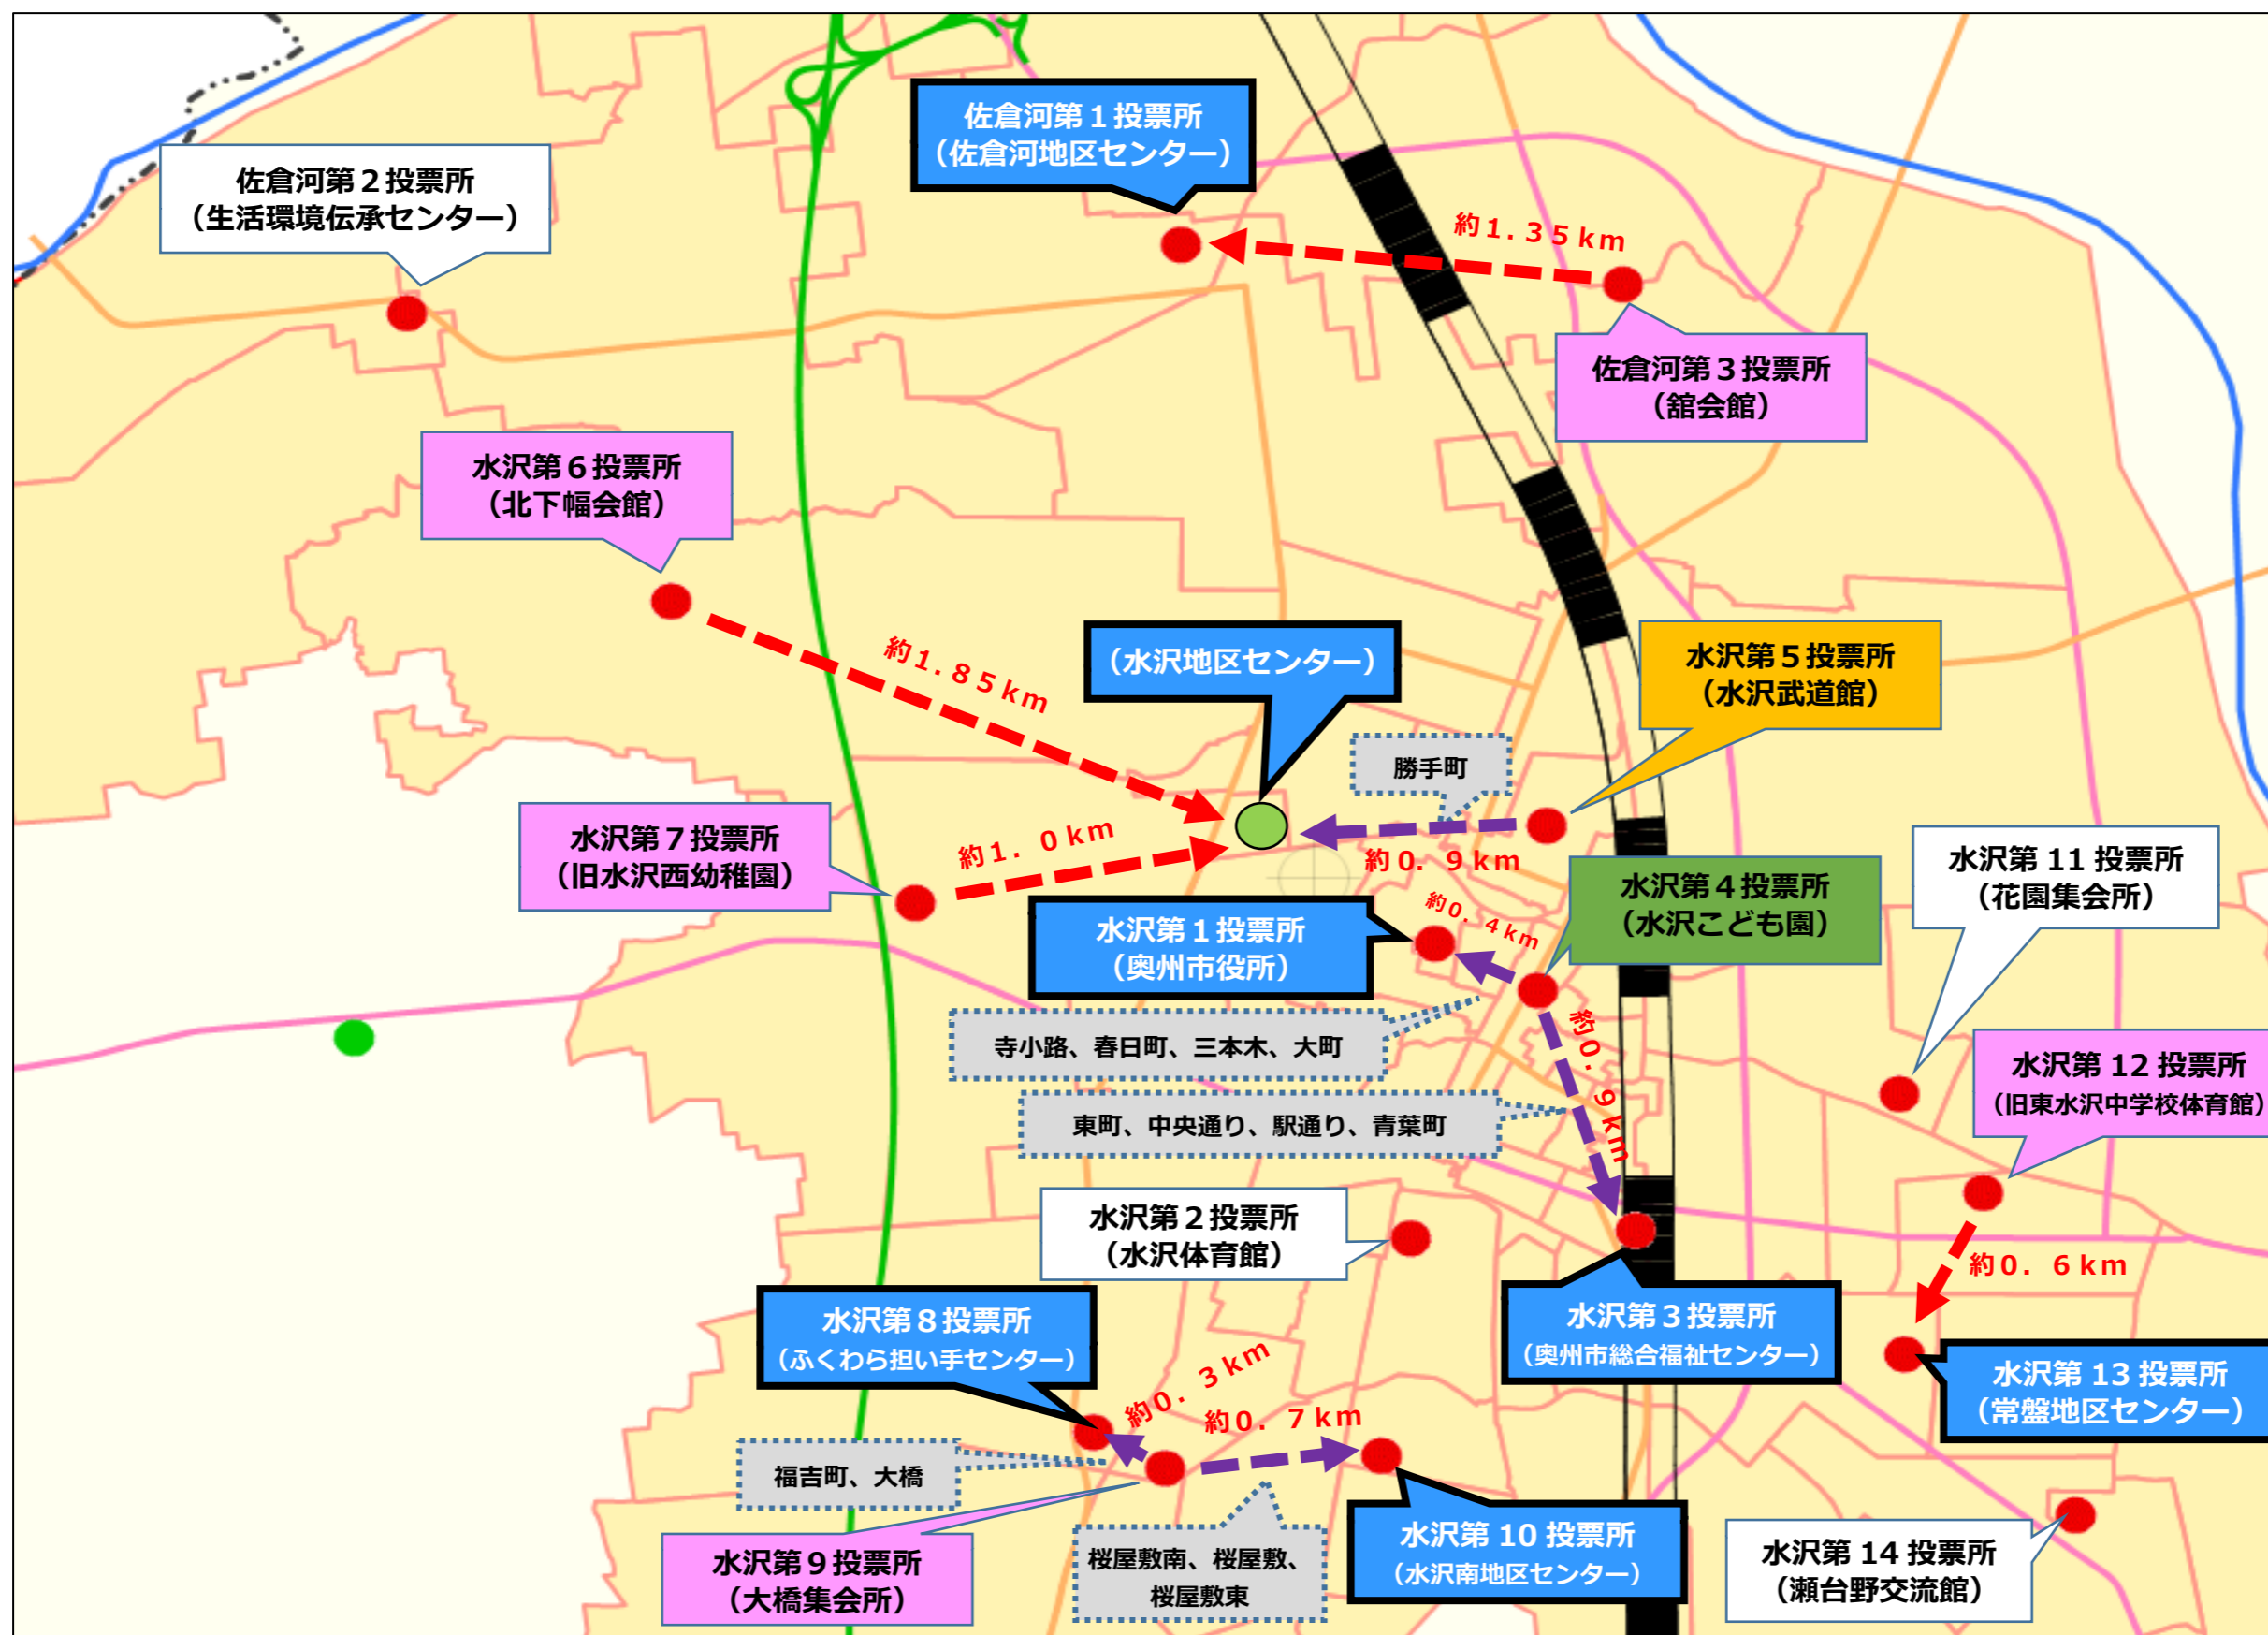 佐倉河第１投票所
（佐倉河地区センター）
佐倉河第２投票所
（生活環境伝承センター）
約１.３５ｋｍ
佐倉河第３投票所
（舘会館）
水沢第６投票所
（北下幅会館）
約１.８５ｋｍ
（水沢地区センター）
水沢第５投票所
（水沢武道館）
勝手町
水沢第７投票所
（旧水沢西幼稚園）
約１．０ｋｍ
約０．９ｋｍ
水沢第４投票所
（水沢こども園）
水沢第 11 投票所
（花園集会所）
水沢第１投票所
（奥州市役所）
約０．４ｋｍ
寺小路、春日町、三本木、大町
約０．９ｋｍ
水沢第 12 投票所
（旧東水沢中学校体育館）
東町、中央通り、駅通り、青葉町
水沢第２投票所
（水沢体育館）
約０．６ｋｍ
水沢第８投票所
（ふくわら担い手センター）
水沢第３投票所
（奥州市総合福祉センター）
水沢第 13 投票所
（常盤地区センター）
約０．３ｋｍ
約０．７ｋｍ
福吉町、大橋
水沢第９投票所
（大橋集会所）
桜屋敷南、桜屋敷、
桜屋敷東
水沢第 10 投票所
（水沢南地区センター）
水沢第 14 投票所
（瀬台野交流館）